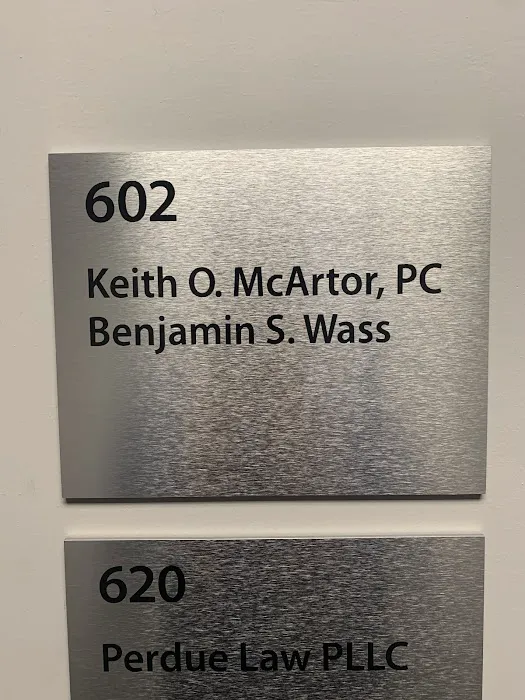 602
Keith O. McArtor, PC
Benjamin S. Wass
620
Perdue Law PLLC